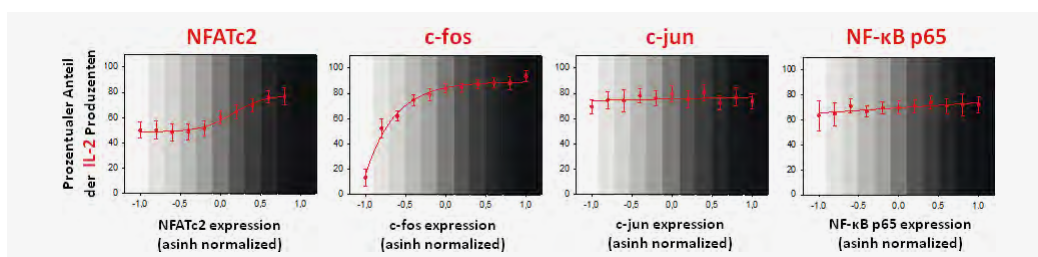 NFATc2
c-fos
c-jun
NF-κB p65
Prozentualer Anteil
der IL-2 Produzenten
100
80
60
40
20
0
-1,0 -0,5 0,0 0,5 1,0
NFATc2 expression
(asinh normalized)
100
80
60
40
20
0
-1,0 -0,5 0,0 0,5 1,0
c-fos expression
(asinh normalized)
100
80
60
40
20
0
-1,0 -0,5 0,0 0,5 1,0
c-jun expression
(asinh normalized)
100
80
60
40
20
0
-1,0 -0,5 0,0 0,5 1,0
NF-κB p65 expression
(asinh normalized)